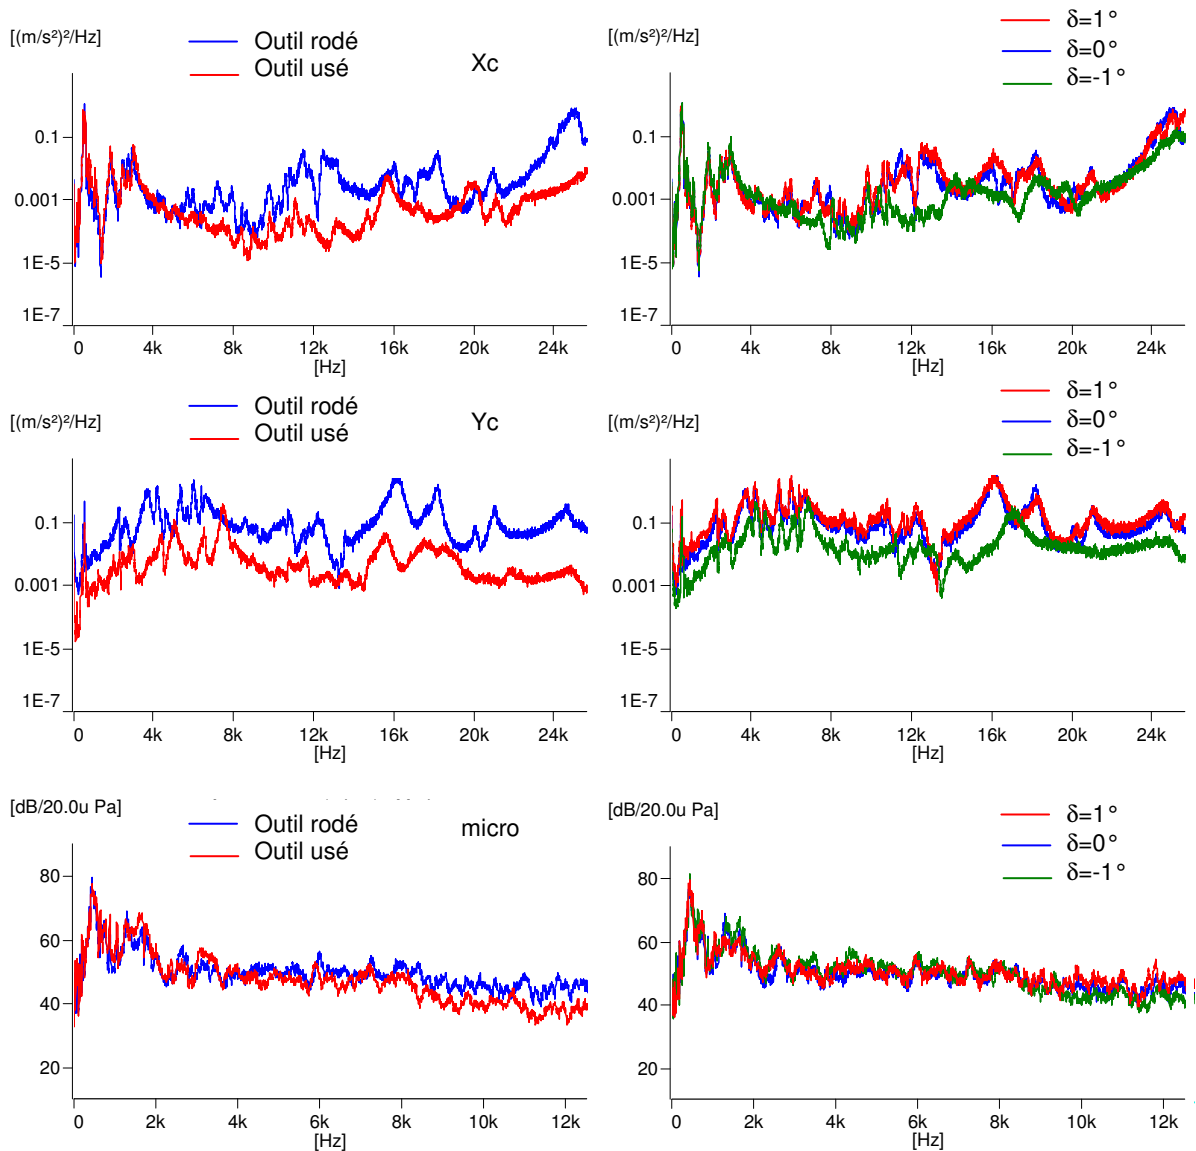 [(m/s²)²/Hz]
Outil rodé
Outil usé
Xc
0.1
0.001
1E-5
1E-7
0 4k 8k 12k 16k 20k 24k
[Hz]
[(m/s²)²/Hz]
δ=1°
δ=0°
δ=-1°
0.1
0.001
1E-5
1E-7
0 4k 8k 12k 16k 20k 24k
[Hz]
[(m/s²)²/Hz]
Outil rodé
Outil usé
Yc
0.1
0.001
1E-5
1E-7
0 4k 8k 12k 16k 20k 24k
[Hz]
[(m/s²)²/Hz]
δ=1°
δ=0°
δ=-1°
0.1
0.001
1E-5
1E-7
0 4k 8k 12k 16k 20k 24k
[Hz]
[dB/20.0u Pa]
Outil rodé
Outil usé
micro
80
60
40
20
0 2k 4k 6k 8k 10k 12k
[Hz]
[dB/20.0u Pa]
δ=1°
δ=0°
δ=-1°
80
60
40
20
0 2k 4k 6k 8k 10k 12k
[Hz]